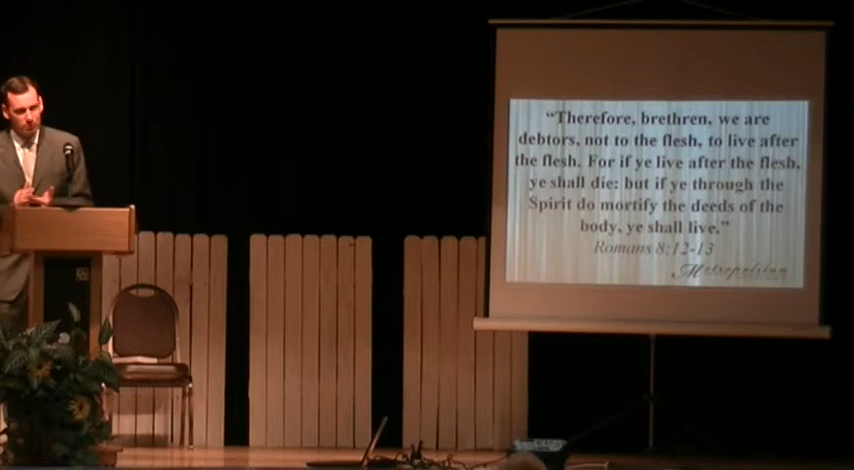 “Therefore, brethren, we are
debtors, not to the flesh, to live after
the flesh. For if ye live after the flesh,
ye shall die: but if ye through the
Spirit do mortify the deeds of the
body, ye shall live.”
Romans 8:12-13
Metropolitan